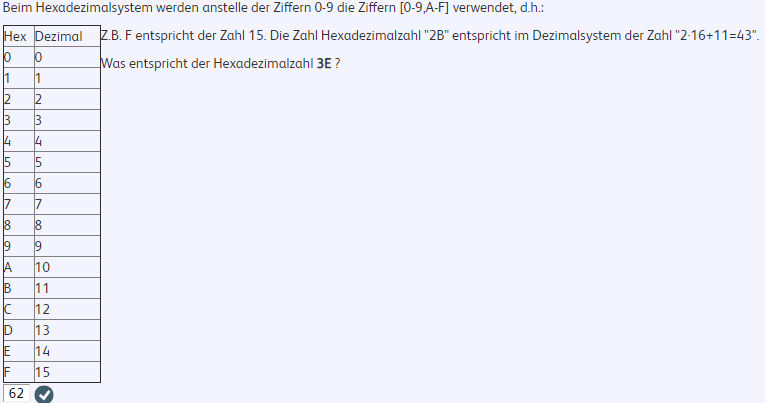 Beim Hexadezimalsystem werden anstelle der Ziffern 0-9 die Ziffern [0-9,A-F] verwendet, d.h.:
Hex Dezimal
Z.B. F entspricht der Zahl 15. Die Zahl Hexadezimalzahl "2B" entspricht im Dezimalsystem der Zahl "2·16+11=43".
Was entspricht der Hexadezimalzahl 3E ?
0 0
1 1
2 2
3 3
4 4
5 5
6 6
7 7
8 8
9 9
A 10
B 11
C 12
D 13
E 14
F 15
62